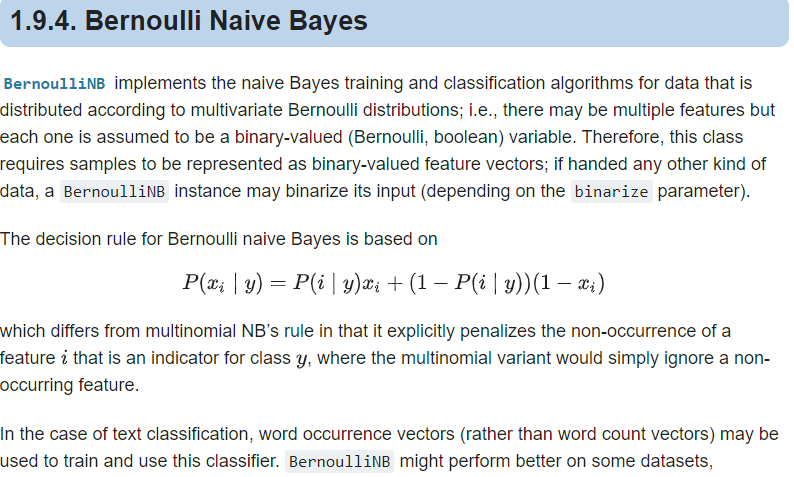 1.9.4. Bernoulli Naive Bayes
BernoulliNB implements the naive Bayes training and classification algorithms for data that is
distributed according to multivariate Bernoulli distributions; i.e., there may be multiple features but
each one is assumed to be a binary-valued (Bernoulli, boolean) variable. Therefore, this class
requires samples to be represented as binary-valued feature vectors; if handed any other kind of
data, a BernoulliNB instance may binarize its input (depending on the binarize parameter).
The decision rule for Bernoulli naive Bayes is based on
P(xᵢ | y) = P(i | y)xᵢ + (1 − P(i | y))(1 − xᵢ)
which differs from multinomial NB’s rule in that it explicitly penalizes the non-occurrence of a
feature i that is an indicator for class y, where the multinomial variant would simply ignore a non-
occurring feature.
In the case of text classification, word occurrence vectors (rather than word count vectors) may be
used to train and use this classifier. BernoulliNB might perform better on some datasets,